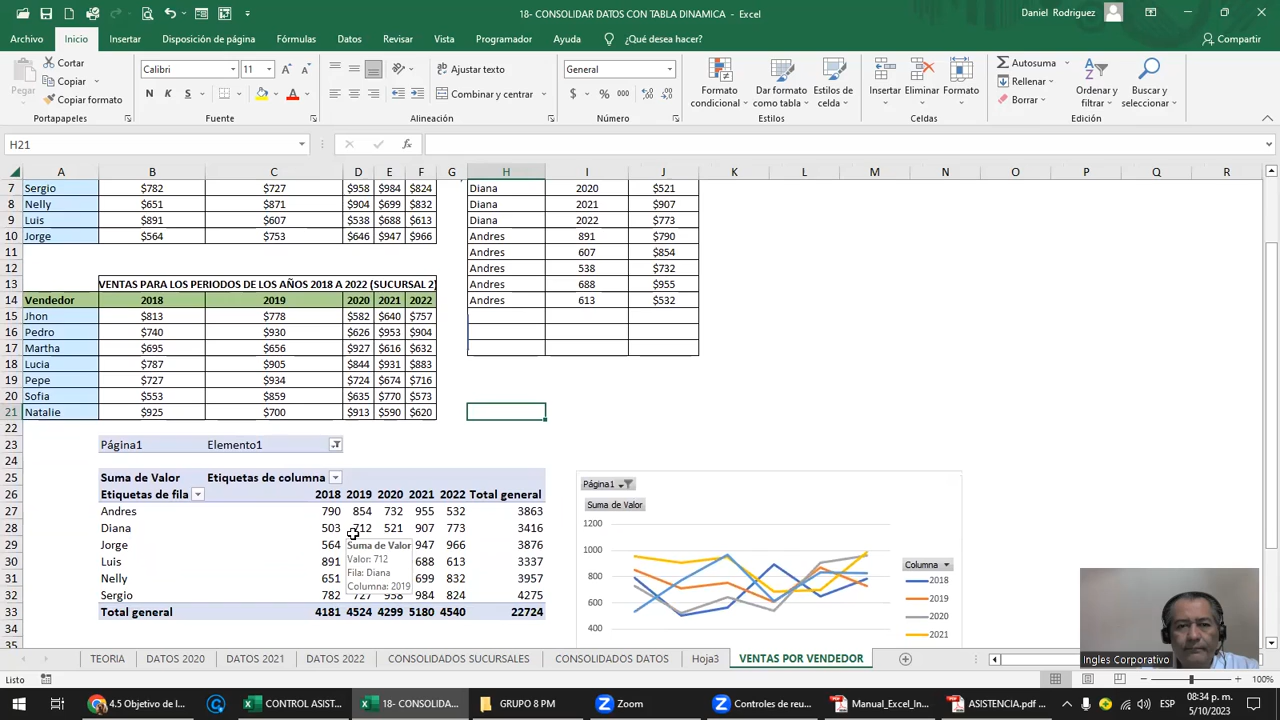 18- CONSOLIDAR DATOS CON TABLA DINAMICA - Excel
Daniel Rodriguez
Archivo Inicio Insertar Disposición de página Fórmulas Datos Revisar Vista Programador Ayuda ¿Qué desea hacer? Compartir
Pegar Cortar Copiar Copiar formato Portapapeles
Calibri 11 N K S A Fuente
Ajustar texto Combinar y centrar Alineación
General $ % 000 Número
Formato condicional Dar formato como tabla Estilos de celda Estilos
Insertar Eliminar Formato Celdas
Autosuma Rellenar Borrar Ordenar y filtrar Buscar y seleccionar Edición
H21 fx
A B C D E F G H I J K L M N O P Q R
7 Sergio $782 $727 $958 $984 $824 Diana 2020 $521
8 Nelly $651 $871 $904 $699 $832 Diana 2021 $907
9 Luis $891 $607 $538 $688 $613 Diana 2022 $773
10 Jorge $564 $753 $646 $947 $966 Andres 891 $790
11 Andres 607 $854
12 Andres 538 $732
13 VENTAS PARA LOS PERIODOS DE LOS AÑOS 2018 A 2022 (SUCURSAL 2) Andres 688 $955
14 Vendedor 2018 2019 2020 2021 2022 Andres 613 $532
15 Jhon $813 $778 $582 $640 $757
16 Pedro $740 $930 $626 $953 $904
17 Martha $695 $656 $927 $616 $632
18 Lucia $787 $905 $844 $931 $883
19 Pepe $727 $934 $724 $674 $716
20 Sofia $553 $859 $635 $770 $573
21 Natalie $925 $700 $913 $590 $620
22
23 Página1 Elemento1
24
25 Suma de Valor Etiquetas de columna
26 Etiquetas de fila 2018 2019 2020 2021 2022 Total general
27 Andres 790 854 732 955 532 3863
28 Diana 503 712 521 907 773 3416
29 Jorge 564 947 966 3876
30 Luis 891 688 613 3337
31 Nelly 651 699 832 3957
32 Sergio 782 727 958 984 824 4275
33 Total general 4181 4524 4299 5180 4540 22724
34
35
Suma de Valor
Valor: 712
Fila: Diana
Columna: 2019
Página1
Suma de Valor
1200
1000
800
600
400
Columna
2018
2019
2020
2021
Ingles Corporativo
TEORIA DATOS 2020 DATOS 2021 DATOS 2022 CONSOLIDADOS SUCURSALES CONSOLIDADOS DATOS Hoja3 VENTAS POR VENDEDOR
Listo 100%
4.5 Objetivo de l... CONTROL ASIST... 18- CONSOLIDA... GRUPO 8 PM Zoom Controles de reu... Manual_Excel_In... ASISTENCIA.pdf ... ESP 08:34 p. m.
5/10/2023